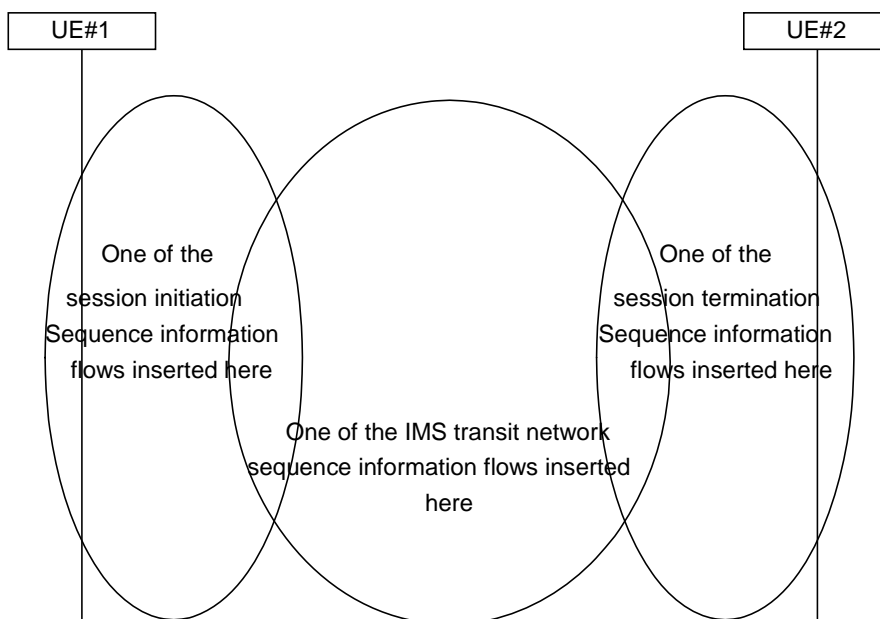 UE#1
UE#2
One of the
session initiation
Sequence information
flows inserted here
One of the IMS transit network
sequence information flows inserted
here
One of the
session termination
Sequence information
flows inserted here